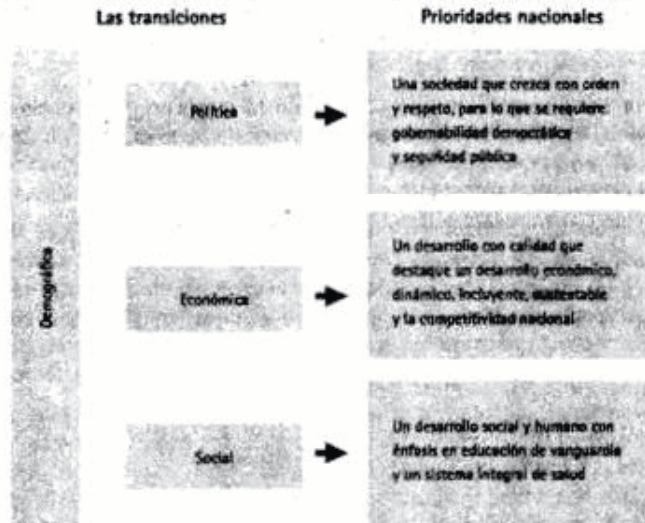 Las transiciones
Prioridades nacionales
Demográfica
Política
Una sociedad que crezca con orden
y respeto, para lo que se requiere
gobernabilidad democrática
y seguridad pública
Económica
Un desarrollo con calidad que
destaque un desarrollo económico,
dinámico, incluyente, sustentable
y la competitividad nacional
Social
Un desarrollo social y humano con
énfasis en educación de vanguardia
y un sistema integral de salud